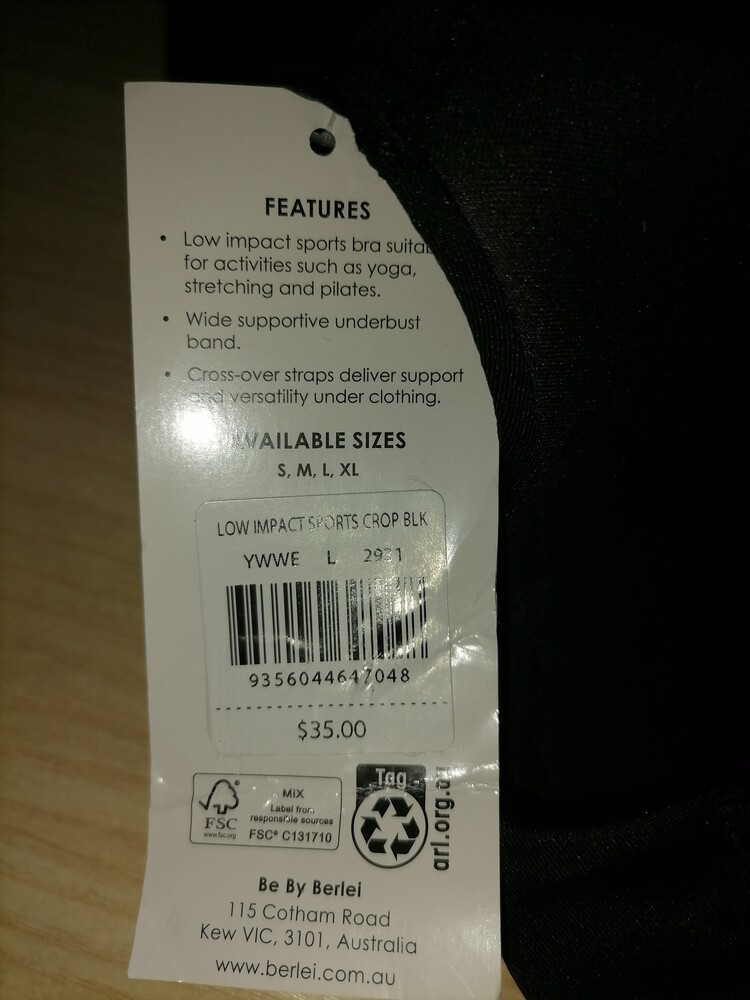 FEATURES
• Low impact sports bra
for activities such as yoga,
stretching and pilates.
• Wide supportive underbust
band.
• Cross-over straps deliver support
and versatility under clothing.
AVAILABLE SIZES
S, M, L, XL
LOW IMPACT SPORTS CROP BLK
YWWE L 2931
9356044647048
$35.00
FSC
www.fsc.org
MIX
Label from
responsible sources
FSC® C131710
Tag
arl.org.au
Be By Berlei
115 Cotham Road
Kew VIC, 3101, Australia
www.berlei.com.au